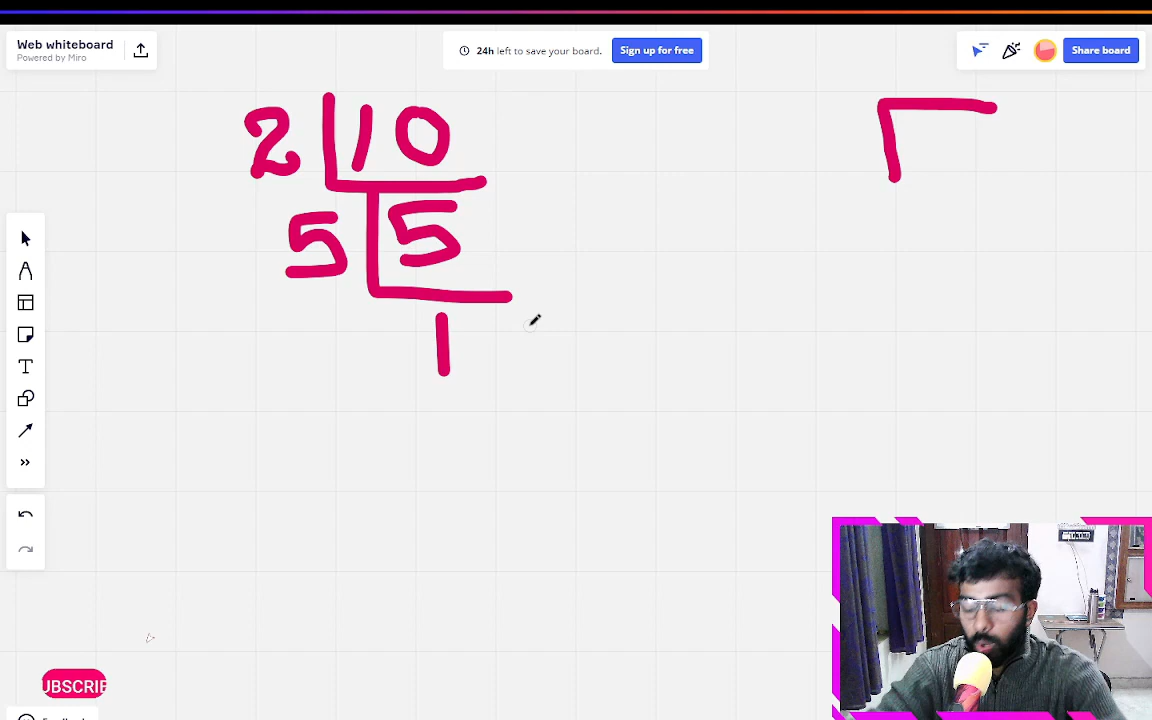 Web whiteboard
Powered by Miro
24h left to save your board.
Sign up for free
Share board
2 10
5 5
1
T
UBSCRIE